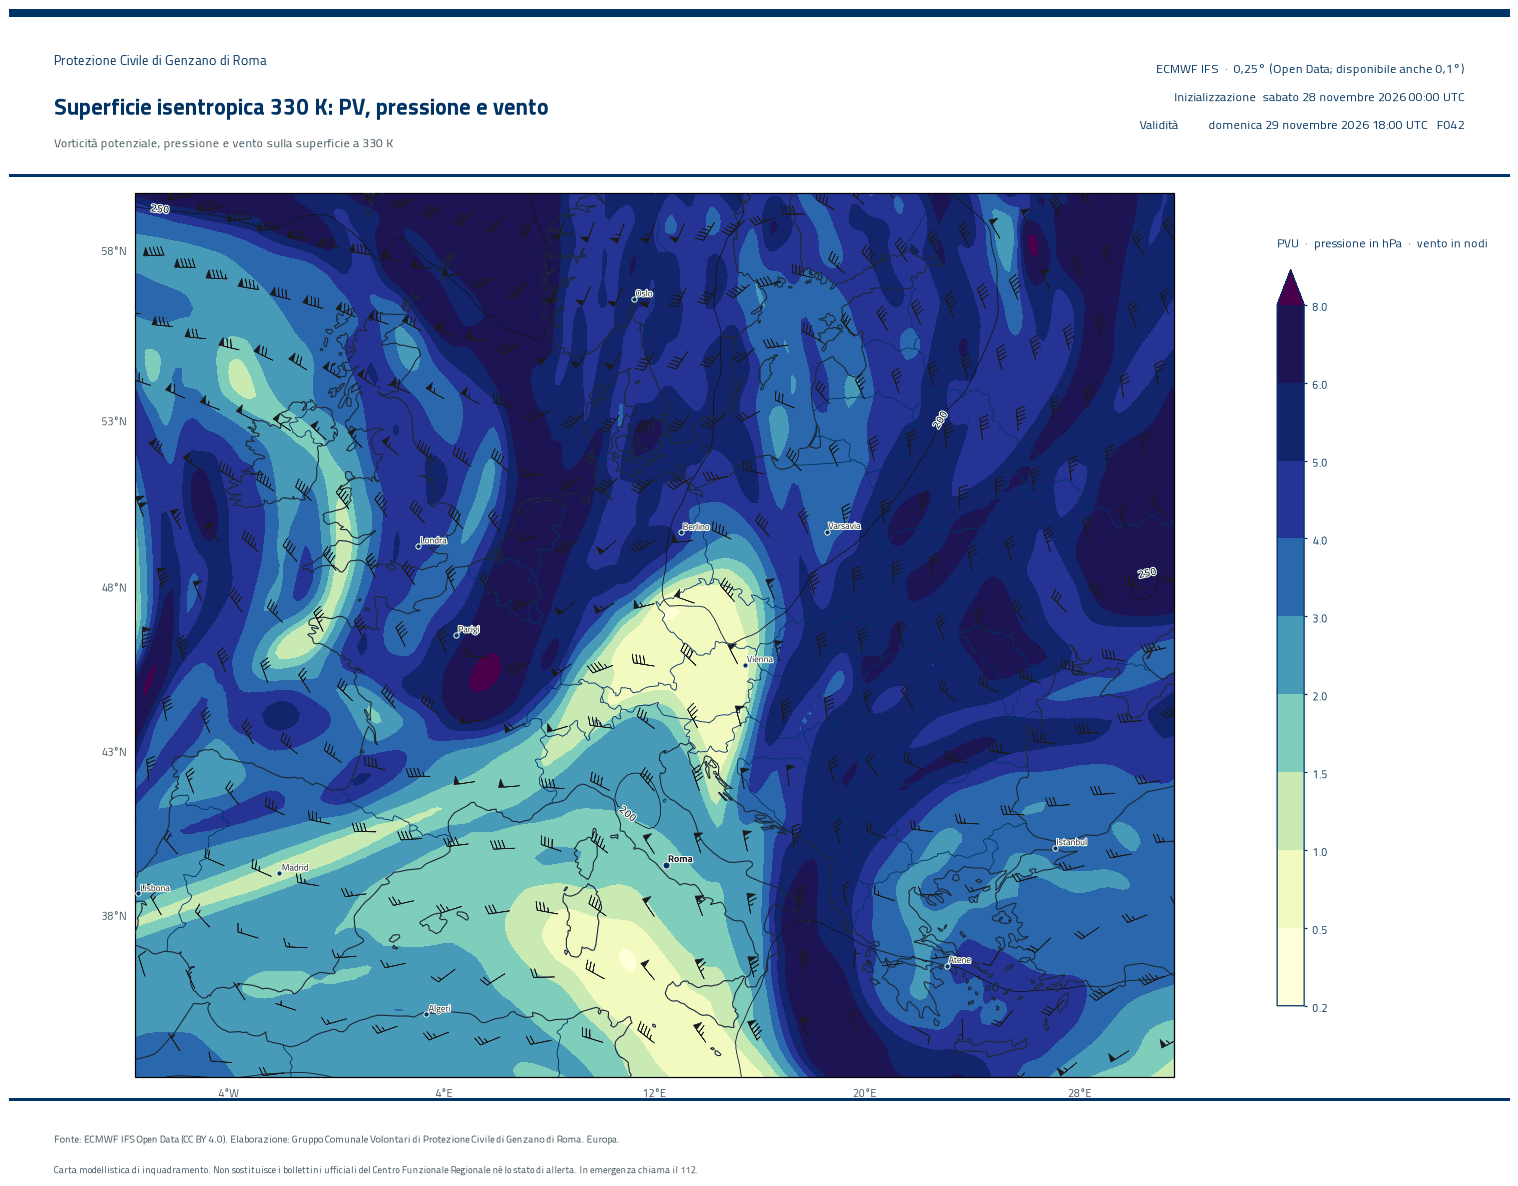 Protezione Civile di Genzano di Roma
Superficie isentropica 330 K: PV, pressione e vento
Vorticità potenziale, pressione e vento sulla superficie a 330 K
ECMWF IFS · 0,25° (Open Data; disponibile anche 0,1°)
Inizializzazione sabato 28 novembre 2026 00:00 UTC
Validità domenica 29 novembre 2026 18:00 UTC F042
PVU · pressione in hPa · vento in nodi
250
58°N
Oslo
8.0
6.0
53°N
200
5.0
Berlino
Varsavia
Londra
4.0
250
48°N
3.0
Parigi
Vienna
2.0
43°N
1.5
200
Istanbul
1.0
Roma
Madrid
Lisbona
38°N
0.5
Atene
Algeri
0.2
4°W
4°E
12°E
20°E
28°E
Fonte: ECMWF IFS Open Data (CC BY 4.0). Elaborazione: Gruppo Comunale Volontari di Protezione Civile di Genzano di Roma. Europa.
Carta modellistica di inquadramento. Non sostituisce i bollettini ufficiali del Centro Funzionale Regionale né lo stato di allerta. In emergenza chiama il 112.